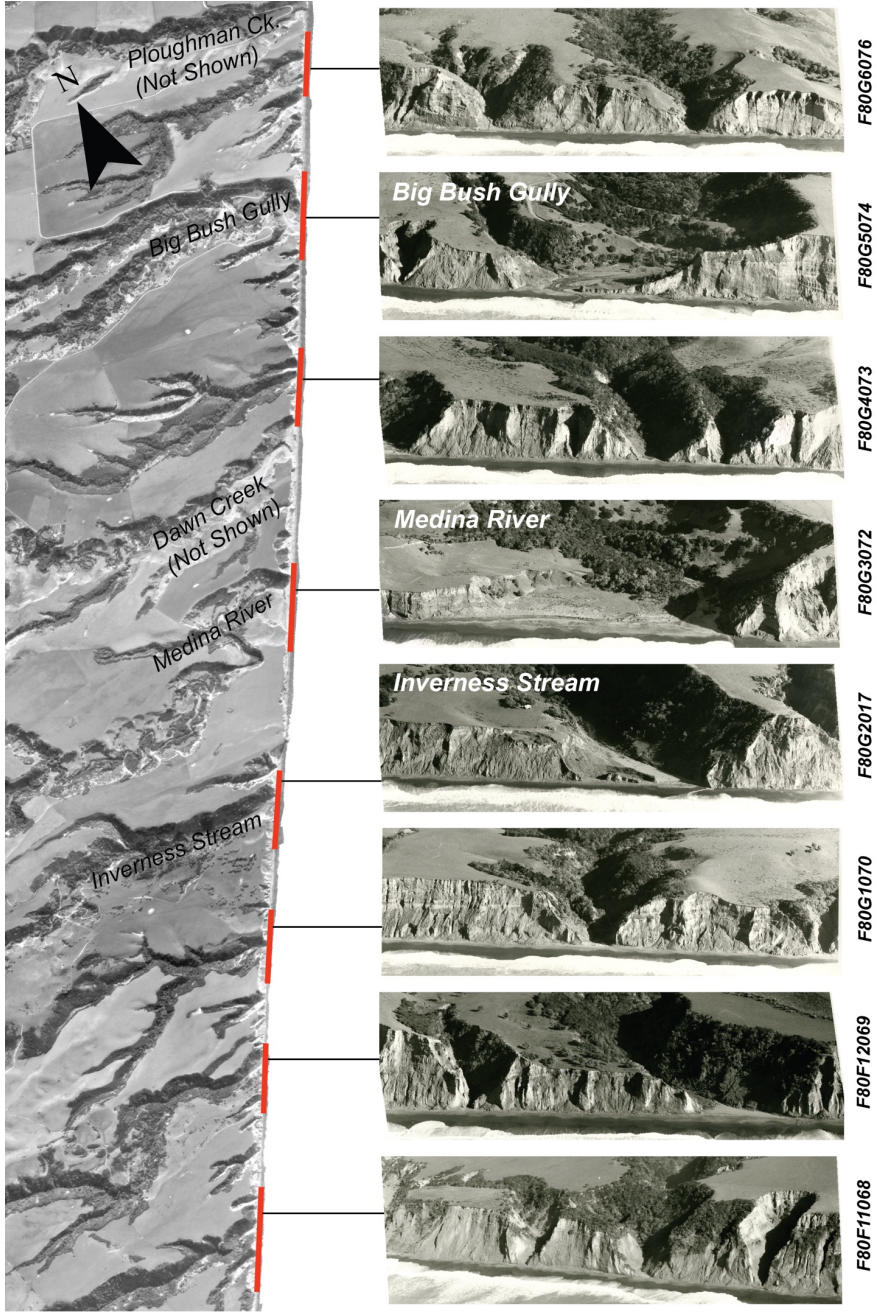 N
Ploughman Ck.
(Not Shown)
Big Bush Gully
Dawn Creek
(Not Shown)
Medina River
Inverness Stream
F80G6076
Big Bush Gully
F80G5074
F80G4073
Medina River
F80G3072
Inverness Stream
F80G2017
F80G1070
F80F12069
F80F11068